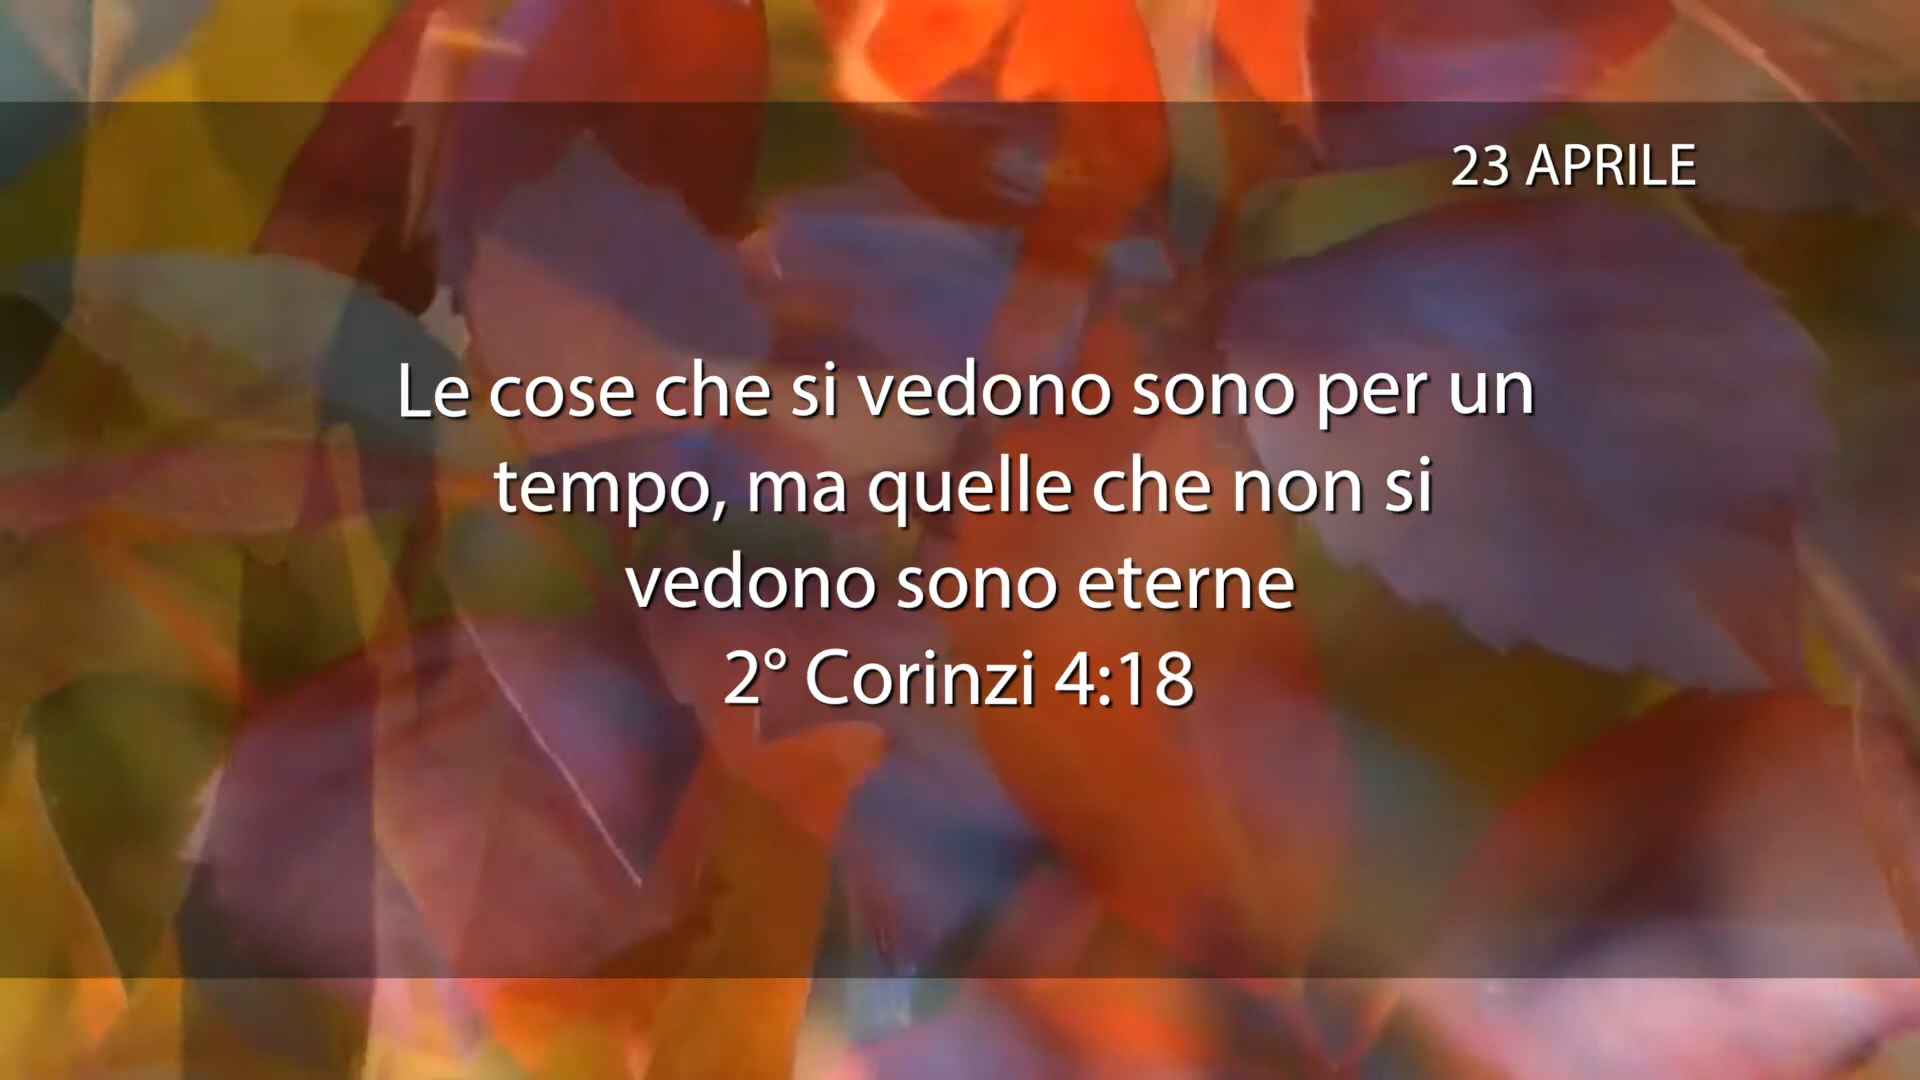 23 APRILE
Le cose che si vedono sono per un
tempo, ma quelle che non si
vedono sono eterne
2° Corinzi 4:18